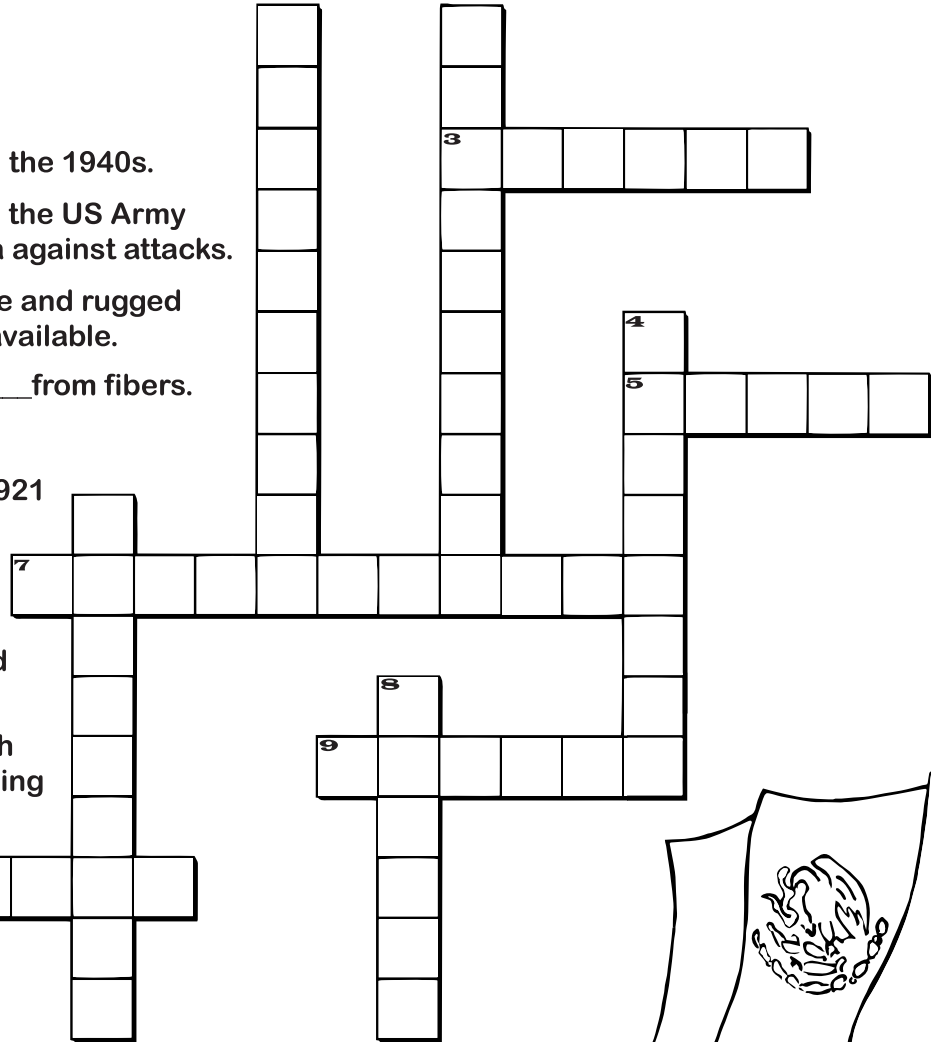 the 1940s.
3
the US Army
a against attacks.
e and rugged
4
available.
5
__from fibers.
921
7
d
8
h
9
ing